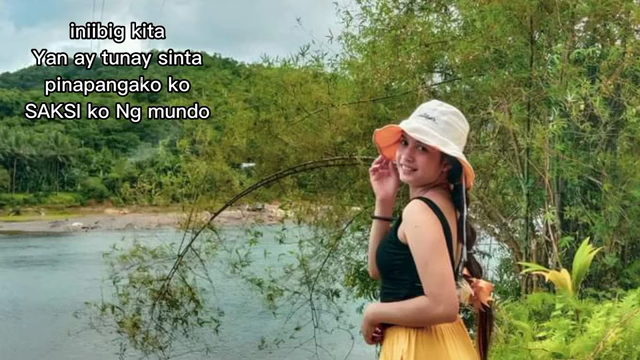 iniibig kita
Yan ay tunay sinta
pinapangako ko
SAKSI ko Ng mundo